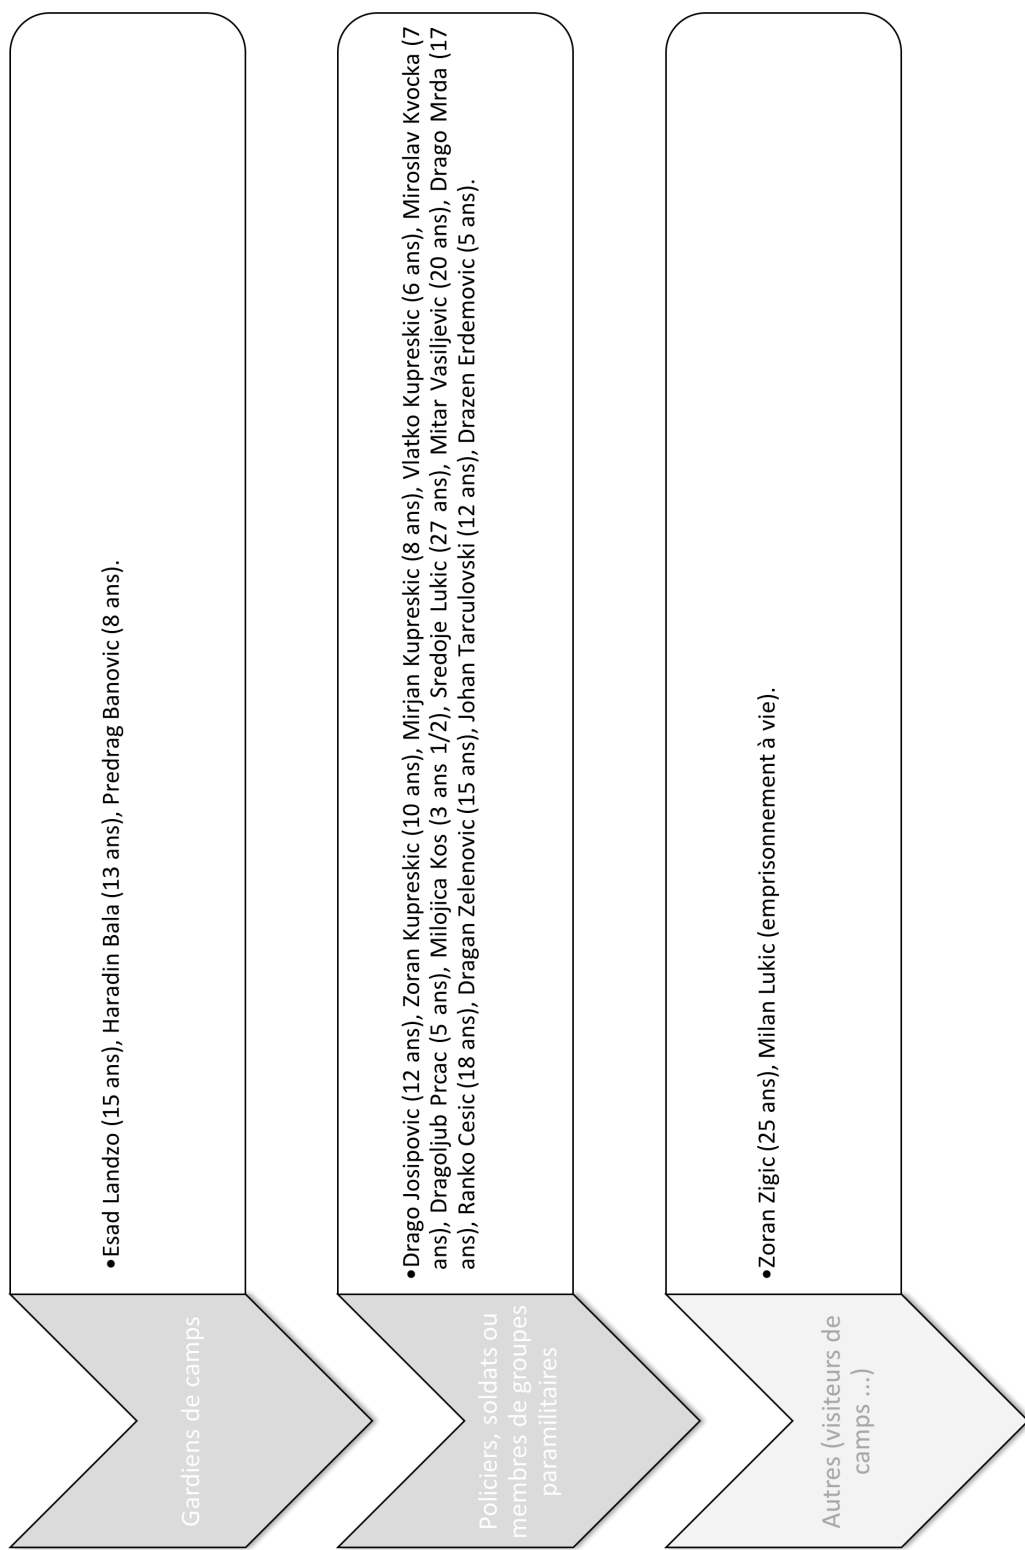 Gardiens de camps
•Esad Landzo (15 ans), Haradin Bala (13 ans), Predrag Banovic (8 ans).
Policiers, soldats ou
membres de groupes
paramilitaires
•Drago Josipovic (12 ans), Zoran Kupreskic (10 ans), Mirjan Kupreskic (8 ans), Vlatko Kupreskic (6 ans), Miroslav Kvocka (7
ans), Dragoljub Prcac (5 ans), Milojica Kos (3 ans 1/2), Sredoje Lukic (27 ans), Mitar Vasiljevic (20 ans), Drago Mrda (17
ans), Ranko Cesic (18 ans), Dragan Zelenovic (15 ans), Johan Tarculovski (12 ans), Drazen Erdemovic (5 ans).
Autres (visiteurs de
camps ...)
•Zoran Zigic (25 ans), Milan Lukic (emprisonnement à vie).